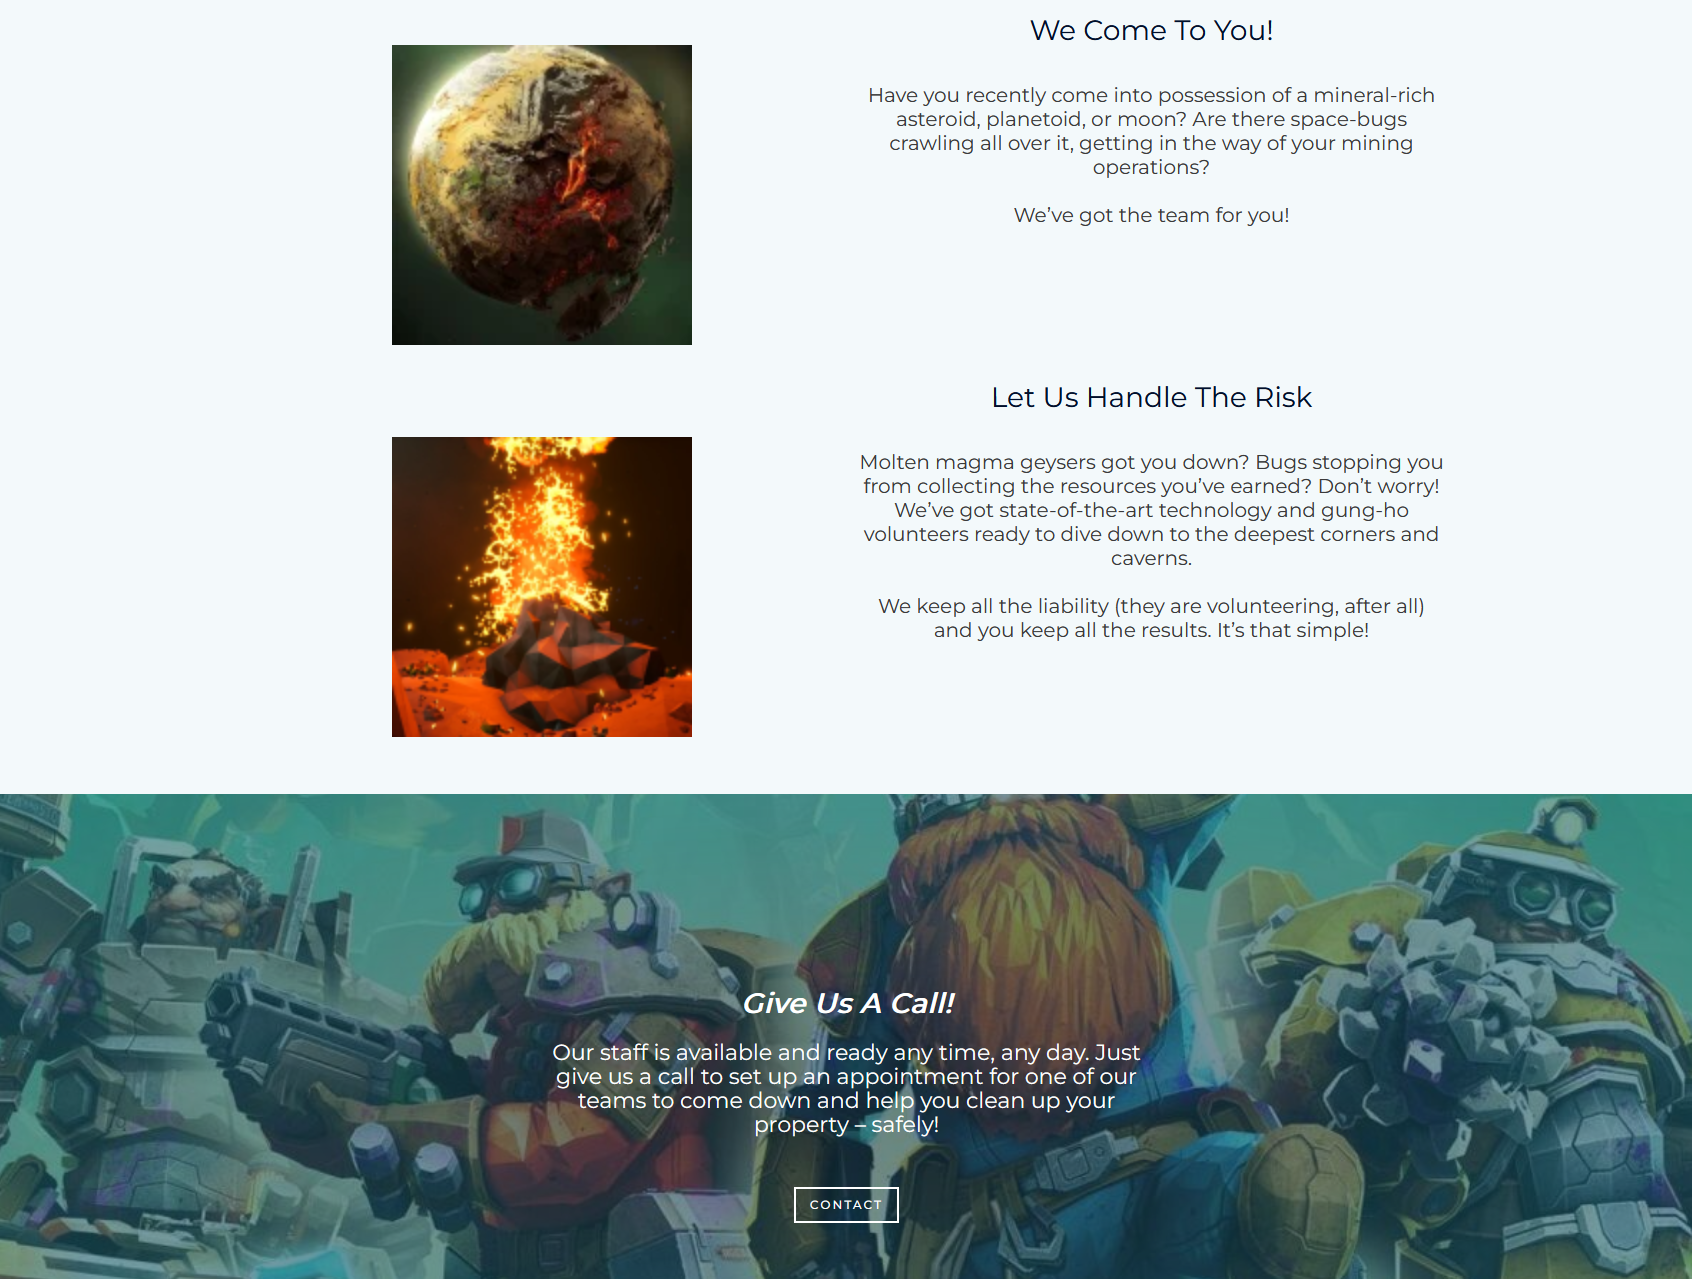 We Come To You!
Have you recently come into possession of a mineral-rich
asteroid, planetoid, or moon? Are there space-bugs
crawling all over it, getting in the way of your mining
operations?
We’ve got the team for you!
Let Us Handle The Risk
Molten magma geysers got you down? Bugs stopping you
from collecting the resources you’ve earned? Don’t worry!
We’ve got state-of-the-art technology and gung-ho
volunteers ready to dive down to the deepest corners and
caverns.
We keep all the liability (they are volunteering, after all)
and you keep all the results. It’s that simple!
Give Us A Call!
Our staff is available and ready any time, any day. Just
give us a call to set up an appointment for one of our
teams to come down and help you clean up your
property – safely!
CONTACT